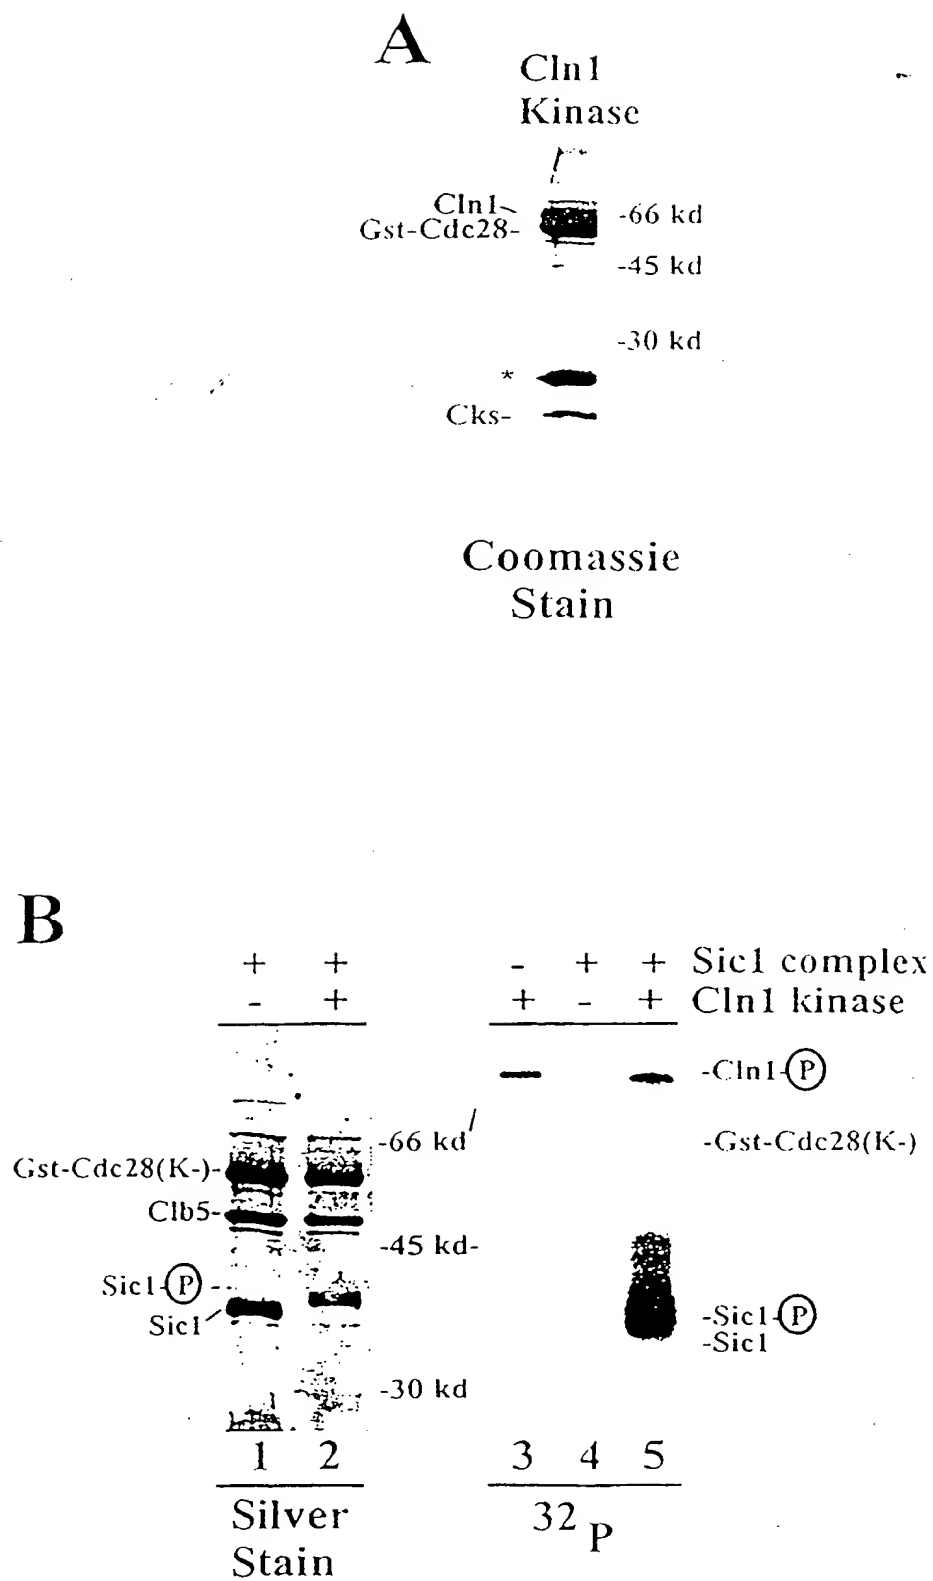 A
Cln1
Kinase
Cln1
Gst-Cdc28-
-66 kd
-45 kd
-30 kd
*
Cks-
Coomassie
Stain
B
+ + - + + Sic1 complex
- + + - + Cln1 kinase
-Cln1-P
-66 kd
-Gst-Cdc28(K-)
Gst-Cdc28(K-)-
Clb5-
-45 kd-
Sic1-P --
Sic1
-Sic1-P
-Sic1
-30 kd
1 2 3 4 5
Silver
Stain
32P